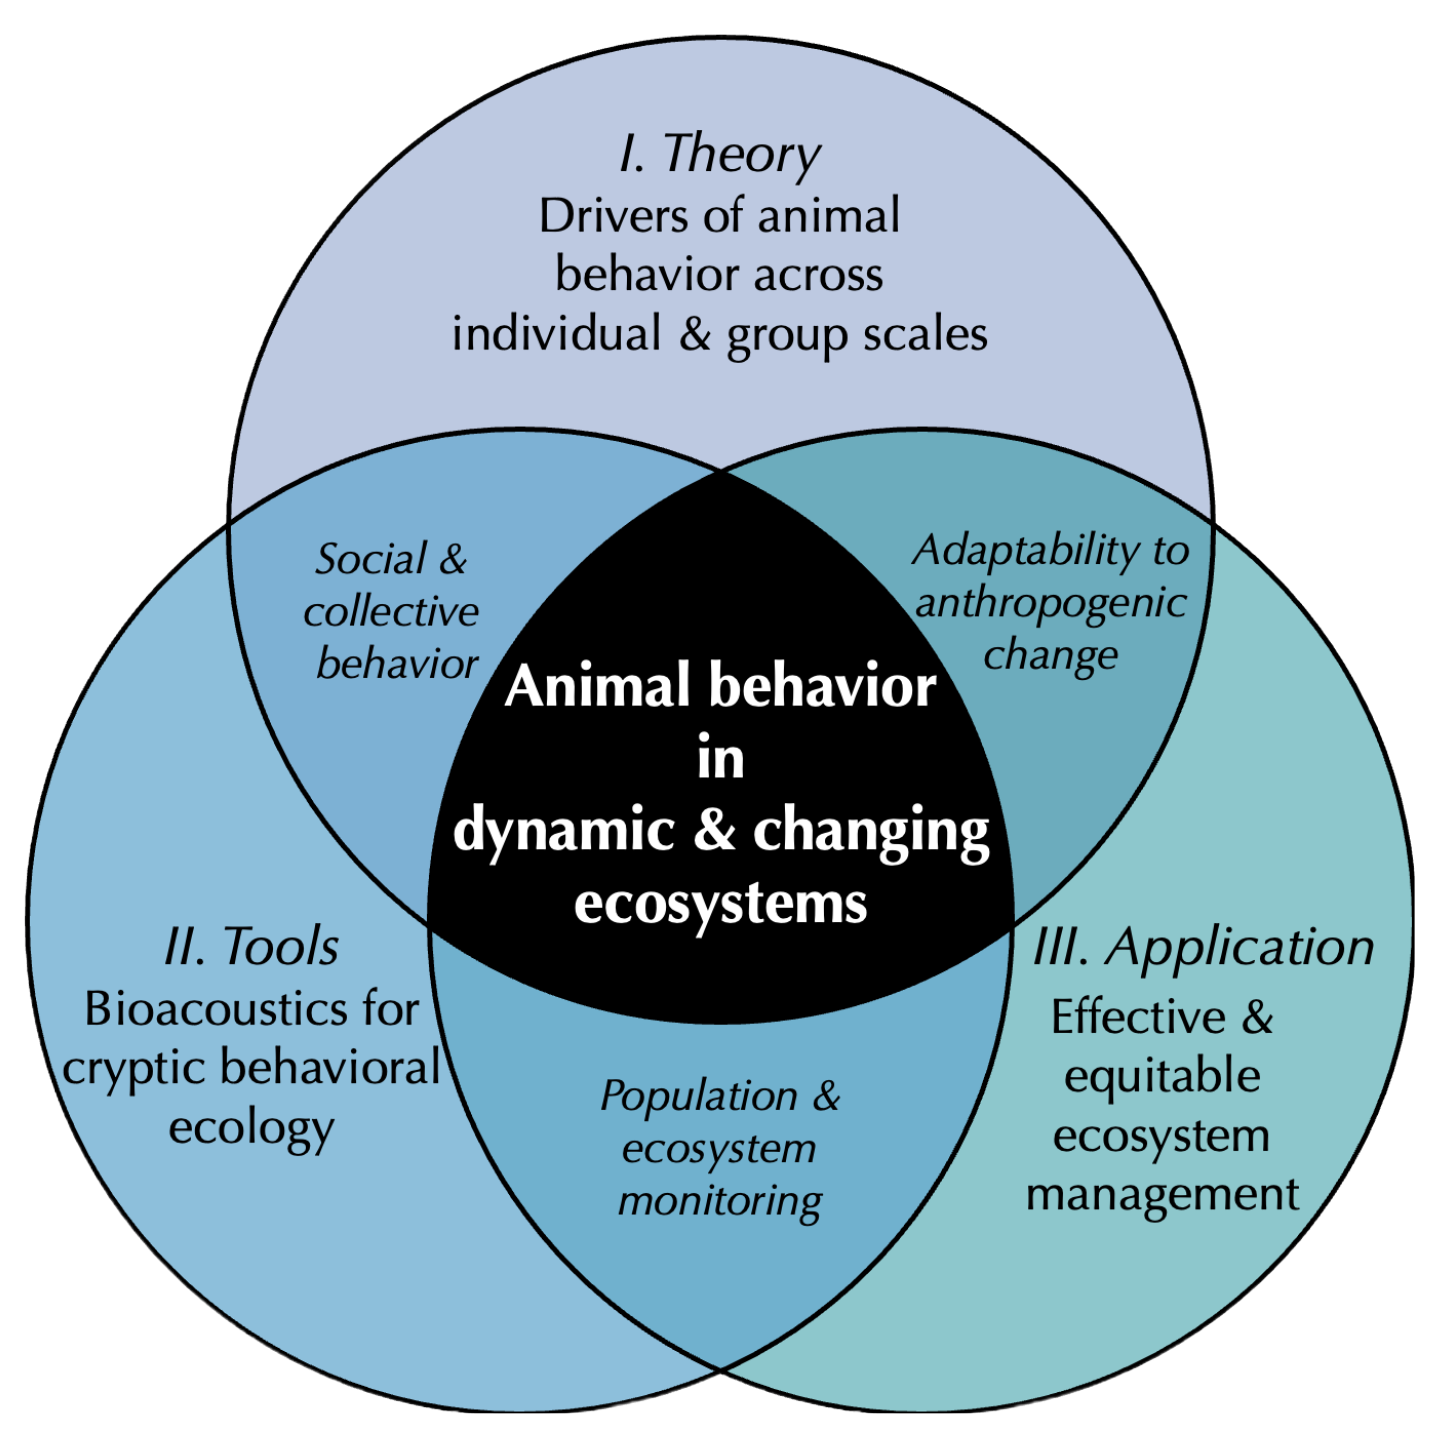 I. Theory
Drivers of animal
behavior across
individual & group scales
Social &
collective
behavior
Adaptability to
anthropogenic
change
Animal behavior
in
dynamic & changing
ecosystems
II. Tools
Bioacoustics for
cryptic behavioral
ecology
III. Application
Effective &
equitable
ecosystem
management
Population &
ecosystem
monitoring